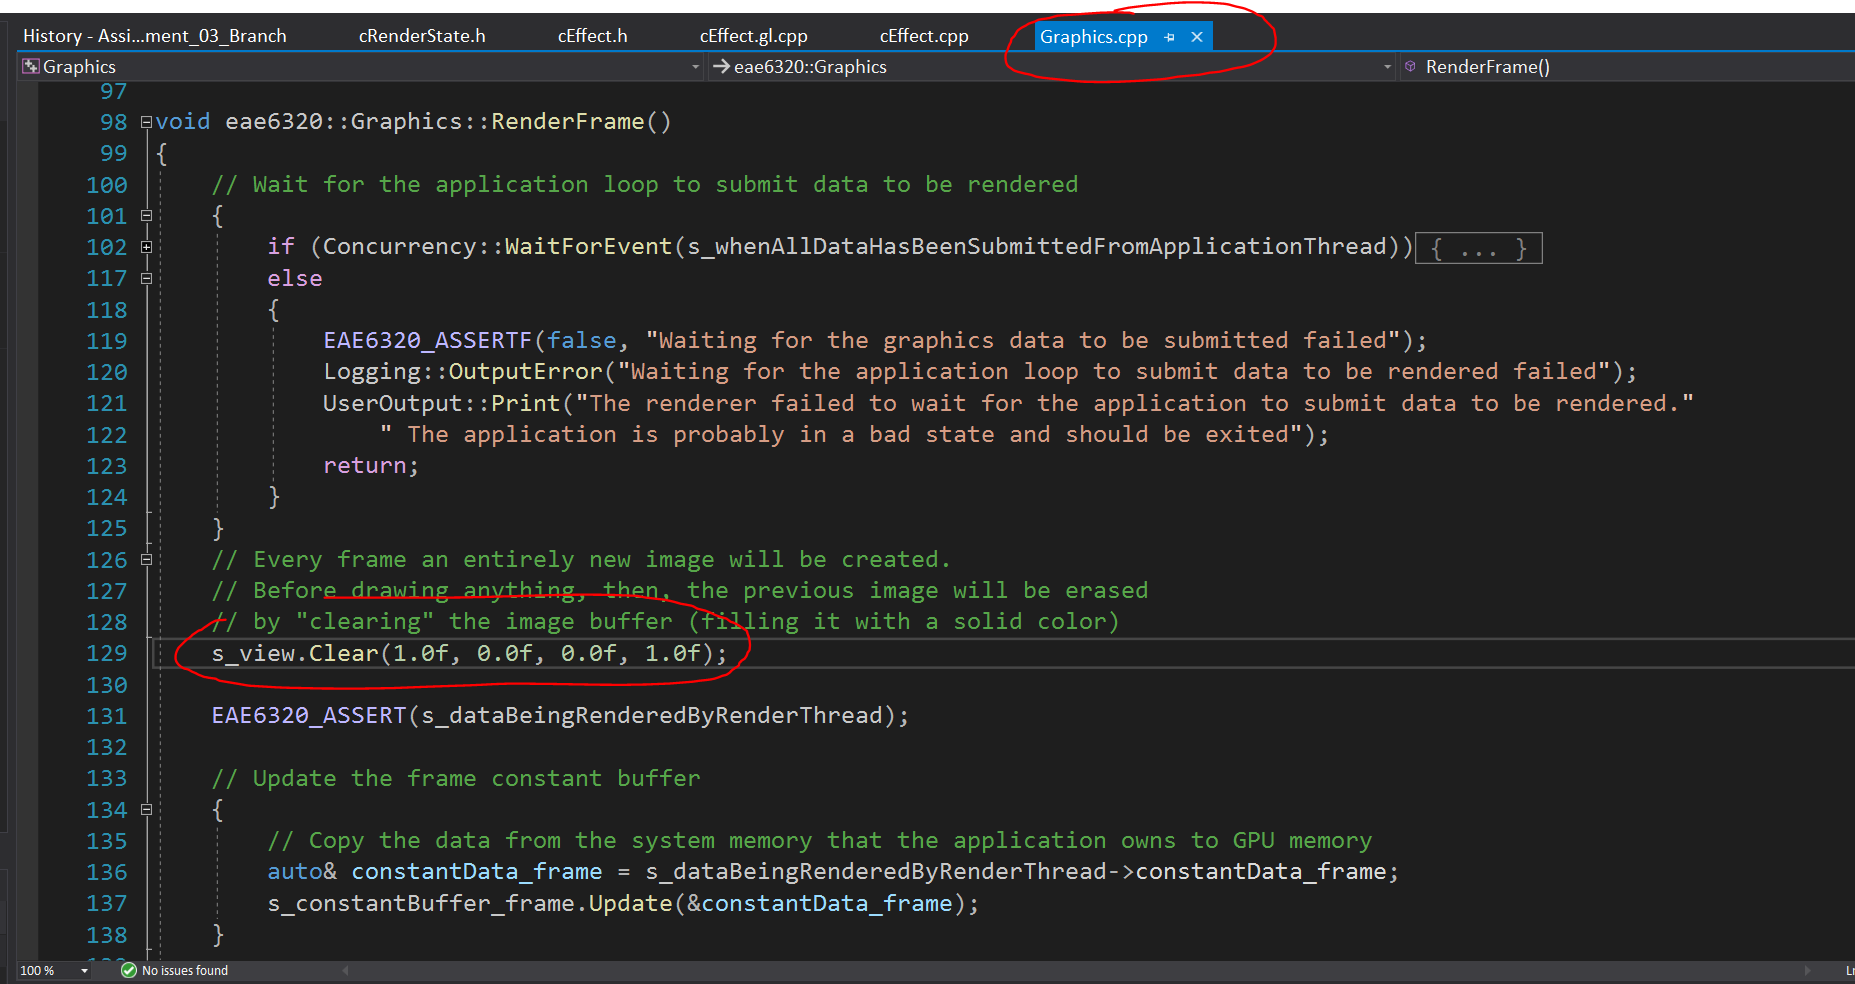 History - Assi...ment_03_Branch cRenderState.h cEffect.h cEffect.gl.cpp cEffect.cpp Graphics.cpp
Graphics eae6320::Graphics RenderFrame()
97
98 void eae6320::Graphics::RenderFrame()
99 {
100 // Wait for the application loop to submit data to be rendered
101 {
102 if (Concurrency::WaitForEvent(s_whenAllDataHasBeenSubmittedFromApplicationThread)) { ... }
117 else
118 {
119 EAE6320_ASSERTF(false, "Waiting for the graphics data to be submitted failed");
120 Logging::OutputError("Waiting for the application loop to submit data to be rendered failed");
121 UserOutput::Print("The renderer failed to wait for the application to submit data to be rendered."
122 " The application is probably in a bad state and should be exited");
123 return;
124 }
125 }
126 // Every frame an entirely new image will be created.
127 // Before drawing anything, then, the previous image will be erased
128 // by "clearing" the image buffer (filling it with a solid color)
129 s_view.Clear(1.0f, 0.0f, 0.0f, 1.0f);
130
131 EAE6320_ASSERT(s_dataBeingRenderedByRenderThread);
132
133 // Update the frame constant buffer
134 {
135 // Copy the data from the system memory that the application owns to GPU memory
136 auto& constantData_frame = s_dataBeingRenderedByRenderThread->constantData_frame;
137 s_constantBuffer_frame.Update(&constantData_frame);
138 }
100 % No issues found